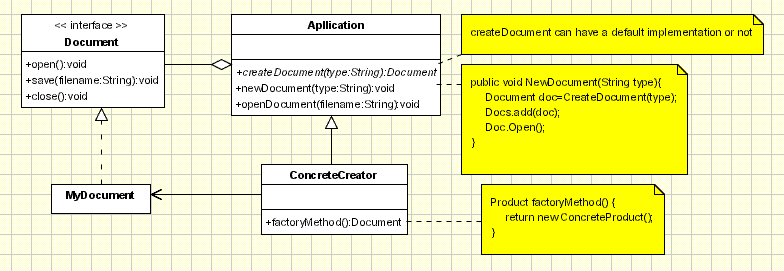 << interface >>
Document
+open():void
+save(filename:String):void
+close():void
Apllication
+createDocument(type:String):Document
+newDocument(type:String):void
+openDocument(filename:String):void
createDocument can have a default implementation or not
public void NewDocument(String type){
Document doc=CreateDocument(type);
Docs.add(doc);
Doc.Open();
}
MyDocument
ConcreteCreator
+factoryMethod():Document
Product factoryMethod() {
return new ConcreteProduct();
}